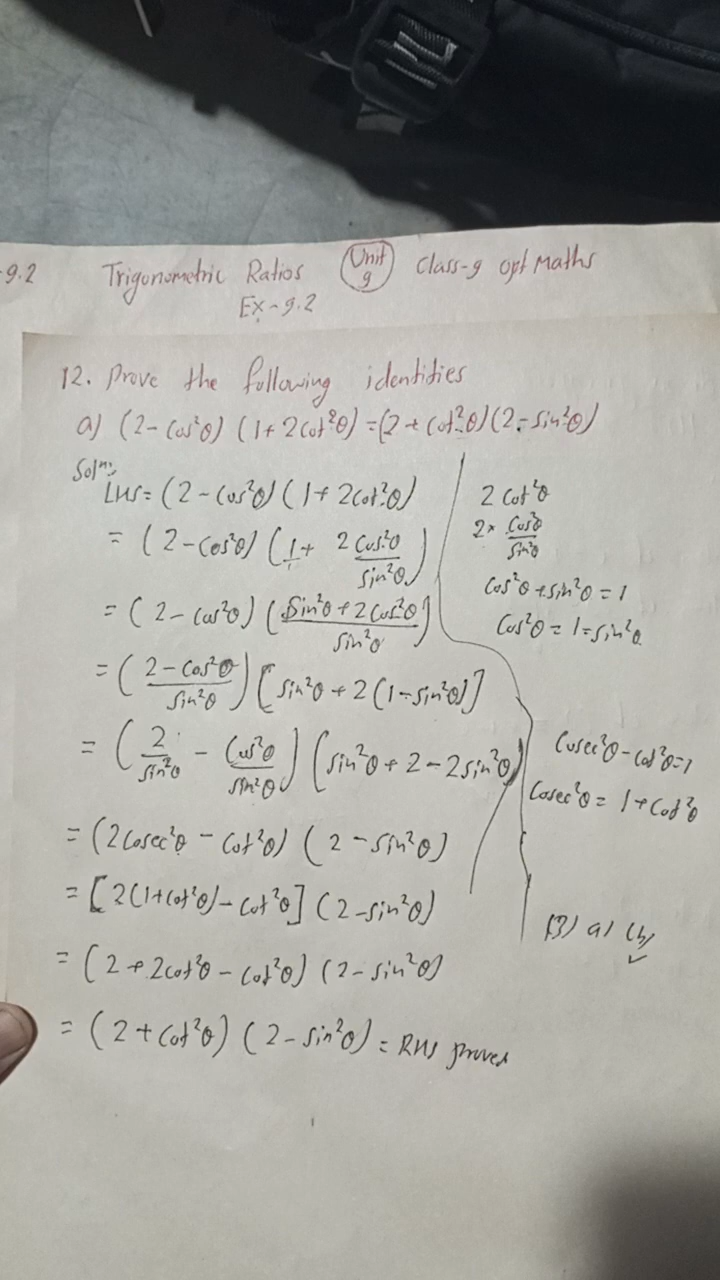 -9.2 Trigonometric Ratios Unit 9 Class-9 opt Maths
Ex-9.2
12. Prove the following identities
a) (2-Cos²θ) (1+2Cot²θ) = (2+Cot²θ)(2-Sin²θ)
Solⁿ:
LHS = (2-Cos²θ) (1+2Cot²θ)
= (2-Cos²θ) (1 + 2Cos²θ/Sin²θ)
= (2-Cos²θ) (Sin²θ+2Cos²θ/Sin²θ)
= (2-Cos²θ/Sin²θ) [Sin²θ + 2(1-Sin²θ)]
= (2/Sin²θ - Cos²θ/Sin²θ) (Sin²θ+2-2Sin²θ)
= (2Cosec²θ - Cot²θ) (2-Sin²θ)
= [2(1+Cot²θ)-Cot²θ] (2-Sin²θ)
= (2+2Cot²θ-Cot²θ) (2-Sin²θ)
= (2+Cot²θ) (2-Sin²θ) = RHS proved
2Cot²θ
2× Cos²θ/Sin²θ
Cos²θ+Sin²θ=1
Cos²θ=1-Sin²θ
Cosec²θ-Cot²θ=1
Cosec²θ=1+Cot²θ
a) (b)